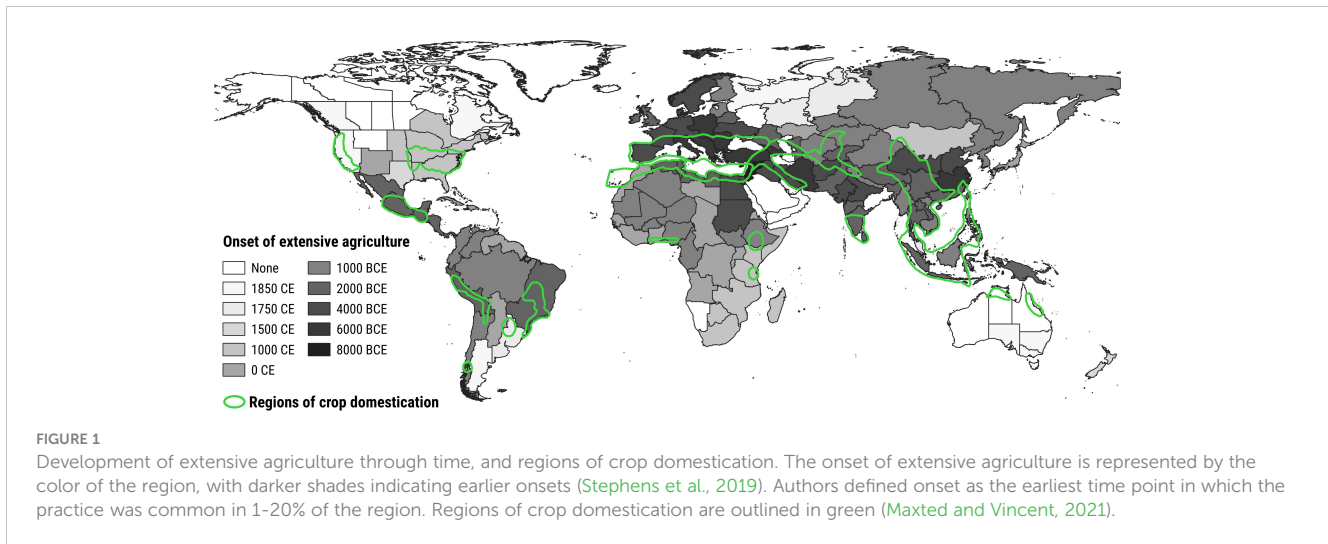 Onset of extensive agriculture
None
1850 CE
1750 CE
1500 CE
1000 CE
0 CE
1000 BCE
2000 BCE
4000 BCE
6000 BCE
8000 BCE
Regions of crop domestication
FIGURE 1
Development of extensive agriculture through time, and regions of crop domestication. The onset of extensive agriculture is represented by the
color of the region, with darker shades indicating earlier onsets (Stephens et al., 2019). Authors defined onset as the earliest time point in which the
practice was common in 1-20% of the region. Regions of crop domestication are outlined in green (Maxted and Vincent, 2021).